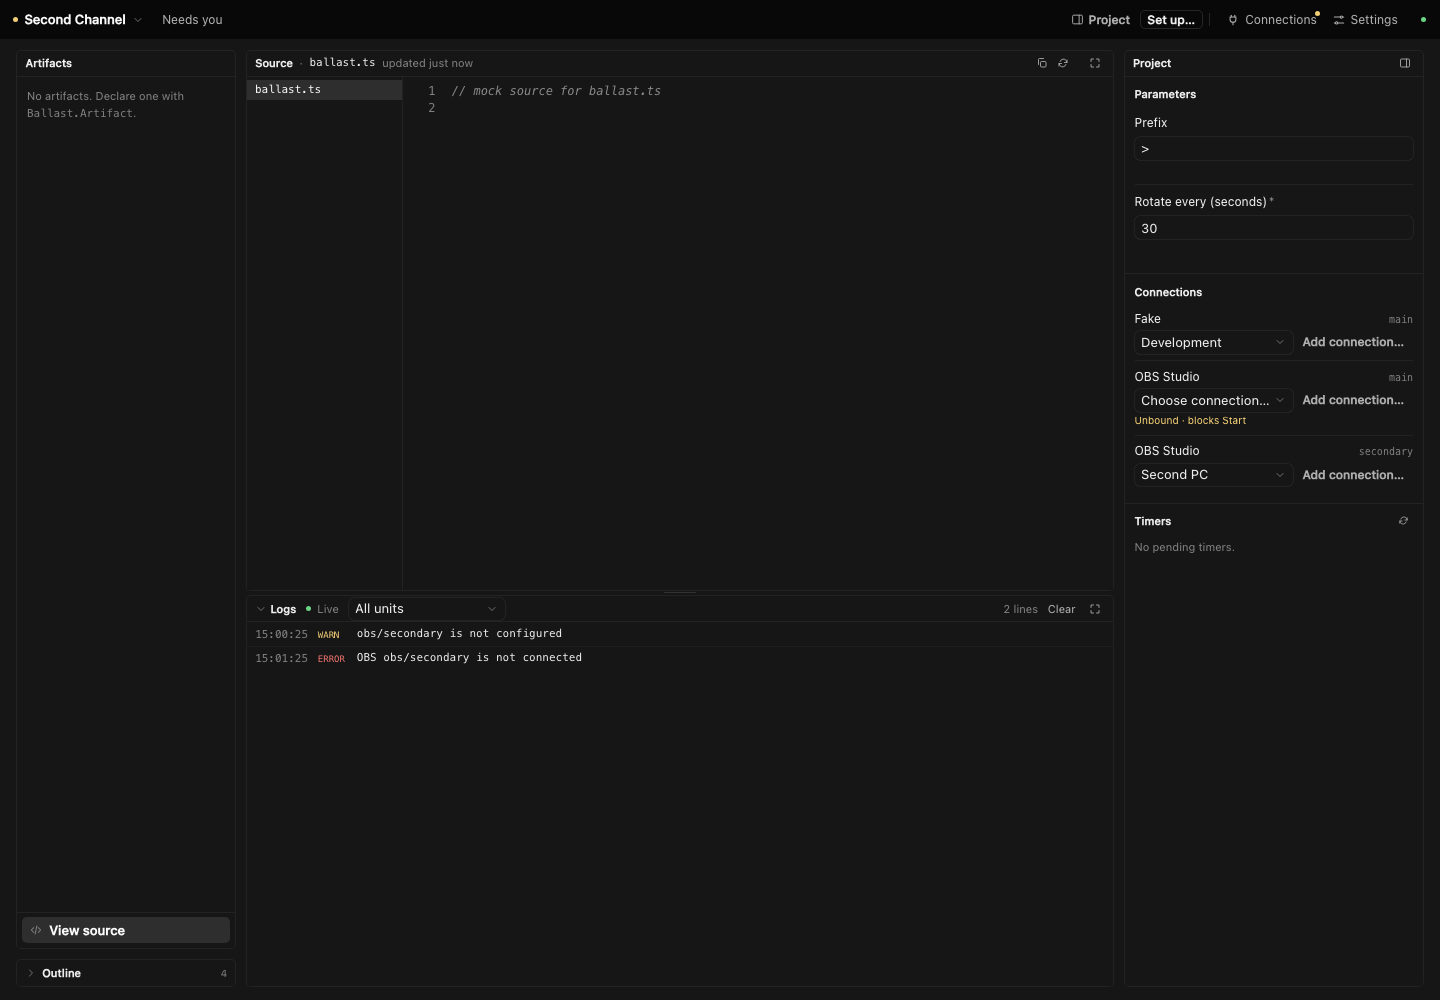 Second Channel
Needs you
Project
Set up...
Connections
Settings
Artifacts
No artifacts. Declare one with
Ballast.Artifact.
View source
Outline
4
Source · ballast.ts updated just now
ballast.ts
1 // mock source for ballast.ts
2
Logs
Live
All units
2 lines
Clear
15:00:25 WARN obs/secondary is not configured
15:01:25 ERROR OBS obs/secondary is not connected
Project
Parameters
Prefix
>
Rotate every (seconds) *
30
Connections
Fake main
Development Add connection...
OBS Studio main
Choose connection... Add connection...
Unbound · blocks Start
OBS Studio secondary
Second PC Add connection...
Timers
No pending timers.